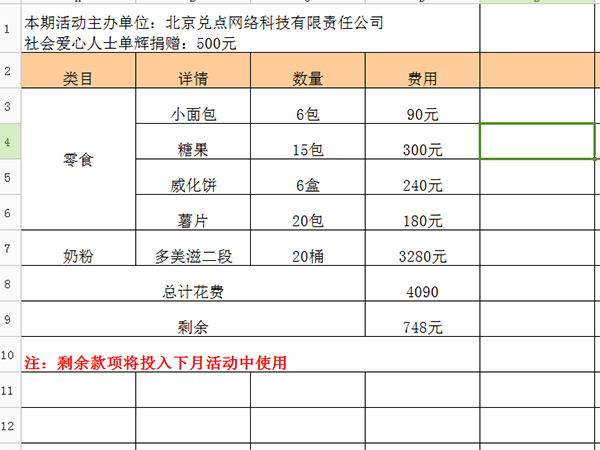 1 本期活动主办单位：北京兑点网络科技有限责任公司
社会爱心人士单辉捐赠：500元
2 类目 详情 数量 费用
3 小面包 6包 90元
4 零食 糖果 15包 300元
5 威化饼 6盒 240元
6 薯片 20包 180元
7 奶粉 多美滋二段 20桶 3280元
8 总计花费 4090
9 剩余 748元
10 注：剩余款项将投入下月活动中使用
11
12